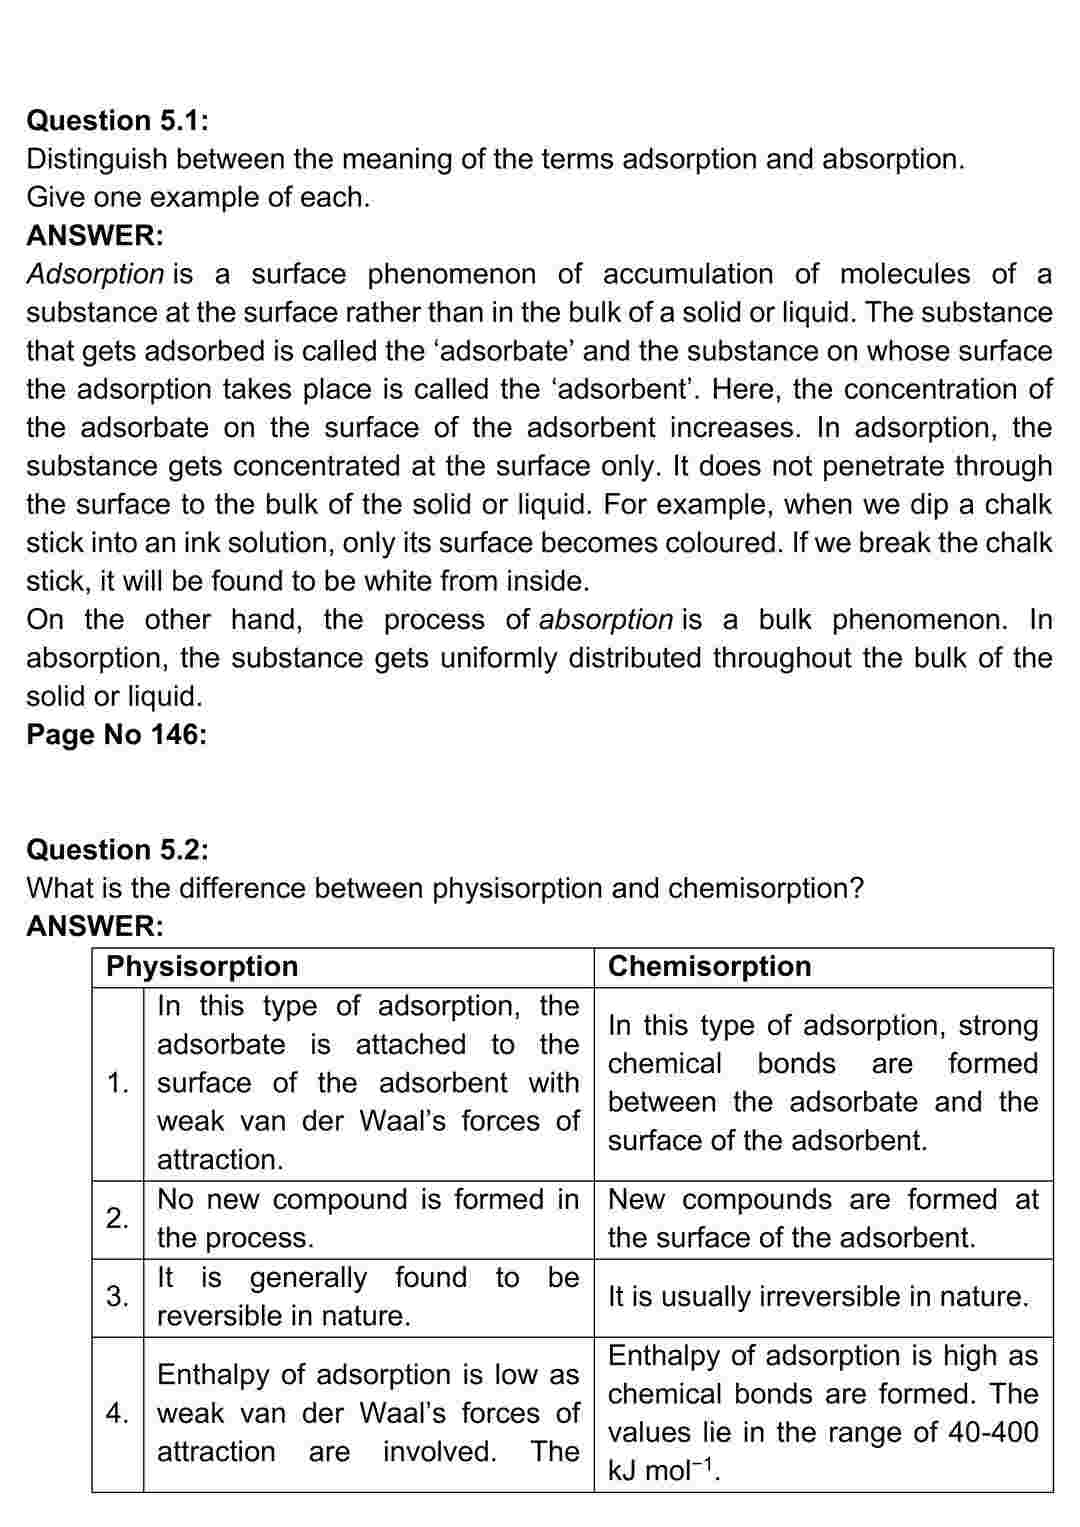 Question 5.1:
Distinguish between the meaning of the terms adsorption and absorption.
Give one example of each.
ANSWER:
Adsorption is a surface phenomenon of accumulation of molecules of a
substance at the surface rather than in the bulk of a solid or liquid. The substance
that gets adsorbed is called the ‘adsorbate’ and the substance on whose surface
the adsorption takes place is called the ‘adsorbent’. Here, the concentration of
the adsorbate on the surface of the adsorbent increases. In adsorption, the
substance gets concentrated at the surface only. It does not penetrate through
the surface to the bulk of the solid or liquid. For example, when we dip a chalk
stick into an ink solution, only its surface becomes coloured. If we break the chalk
stick, it will be found to be white from inside.
On the other hand, the process of absorption is a bulk phenomenon. In
absorption, the substance gets uniformly distributed throughout the bulk of the
solid or liquid.
Page No 146:
Question 5.2:
What is the difference between physisorption and chemisorption?
ANSWER:
Physisorption
Chemisorption
1.
In this type of adsorption, the
adsorbate is attached to the
surface of the adsorbent with
weak van der Waal’s forces of
attraction.
In this type of adsorption, strong
chemical bonds are formed
between the adsorbate and the
surface of the adsorbent.
2.
No new compound is formed in
the process.
New compounds are formed at
the surface of the adsorbent.
3.
It is generally found to be
reversible in nature.
It is usually irreversible in nature.
4.
Enthalpy of adsorption is low as
weak van der Waal’s forces of
attraction are involved. The
Enthalpy of adsorption is high as
chemical bonds are formed. The
values lie in the range of 40-400
kJ mol⁻¹.